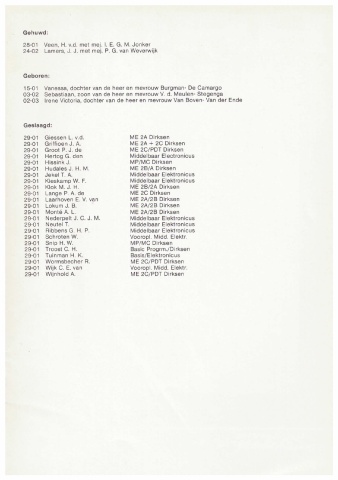 Gehuwd:
28-01 Veen, H. v.d. met mej. I. E. G. M. Jonker
24-02 Lamers, J. J. met mej. P. G. van Weverwijk
Geboren:
15-01 Vanessa, dochter van de heer en mevrouw Burgman- De Camargo
03-02 Sebastiaan, zoon van de heer en mevrouw V. d. Meulen- Stegenga
02-03 Irene Victoria, dochter van de heer en mevrouw Van Boven- Van der Ende
Geslaagd:
29-01 Giessen L. v.d. ME 2A Dirksen
29-01 Griffioen J. A. ME 2A + 2C Dirksen
29-01 Groot P. J. de ME 2C/PDT Dirksen
29-01 Hertog G. den Middelbaar Electronicus
29-01 Hissink J. MP/MC Dirksen
29-01 Hudales J. H. M. ME 2B/A Dirksen
29-01 Jenel T. A. Middelbaar Elektronicus
29-01 Kieskamp W. F. Middelbaar Elektronicus
29-01 Klok M. J. H. ME 2B/2A Dirksen
29-01 Lange P. A. de ME 2C/PDT Dirksen
29-01 Laarhoven E. V. van ME 2A/2B Dirksen
29-01 Lokum J. B. ME 2A/2B Dirksen
29-01 Monté A. L. ME 2A/2B Dirksen
29-01 Nederpelt J. C. J. M. Middelbaar Elektronicus
29-01 Neutel T. Middelbaar Elektronicus
29-01 Ribbens G. H. P. Middelbaar Elektronicus
29-01 Schroten W. Vooropl. Midd. Elektr.
29-01 Snip H. W. MP/MC Dirksen
29-01 Troost C. H. Basic Progrm./Dirksen
29-01 Tuinman H. K. Basis/Elektronicus
29-01 R. ME 2C/PDT Dirksen
29-01 Wijk C. E. van Vooropl. Midd. Elektr.
29-01 Wijnhold A. ME 2C/PDT Dirksen